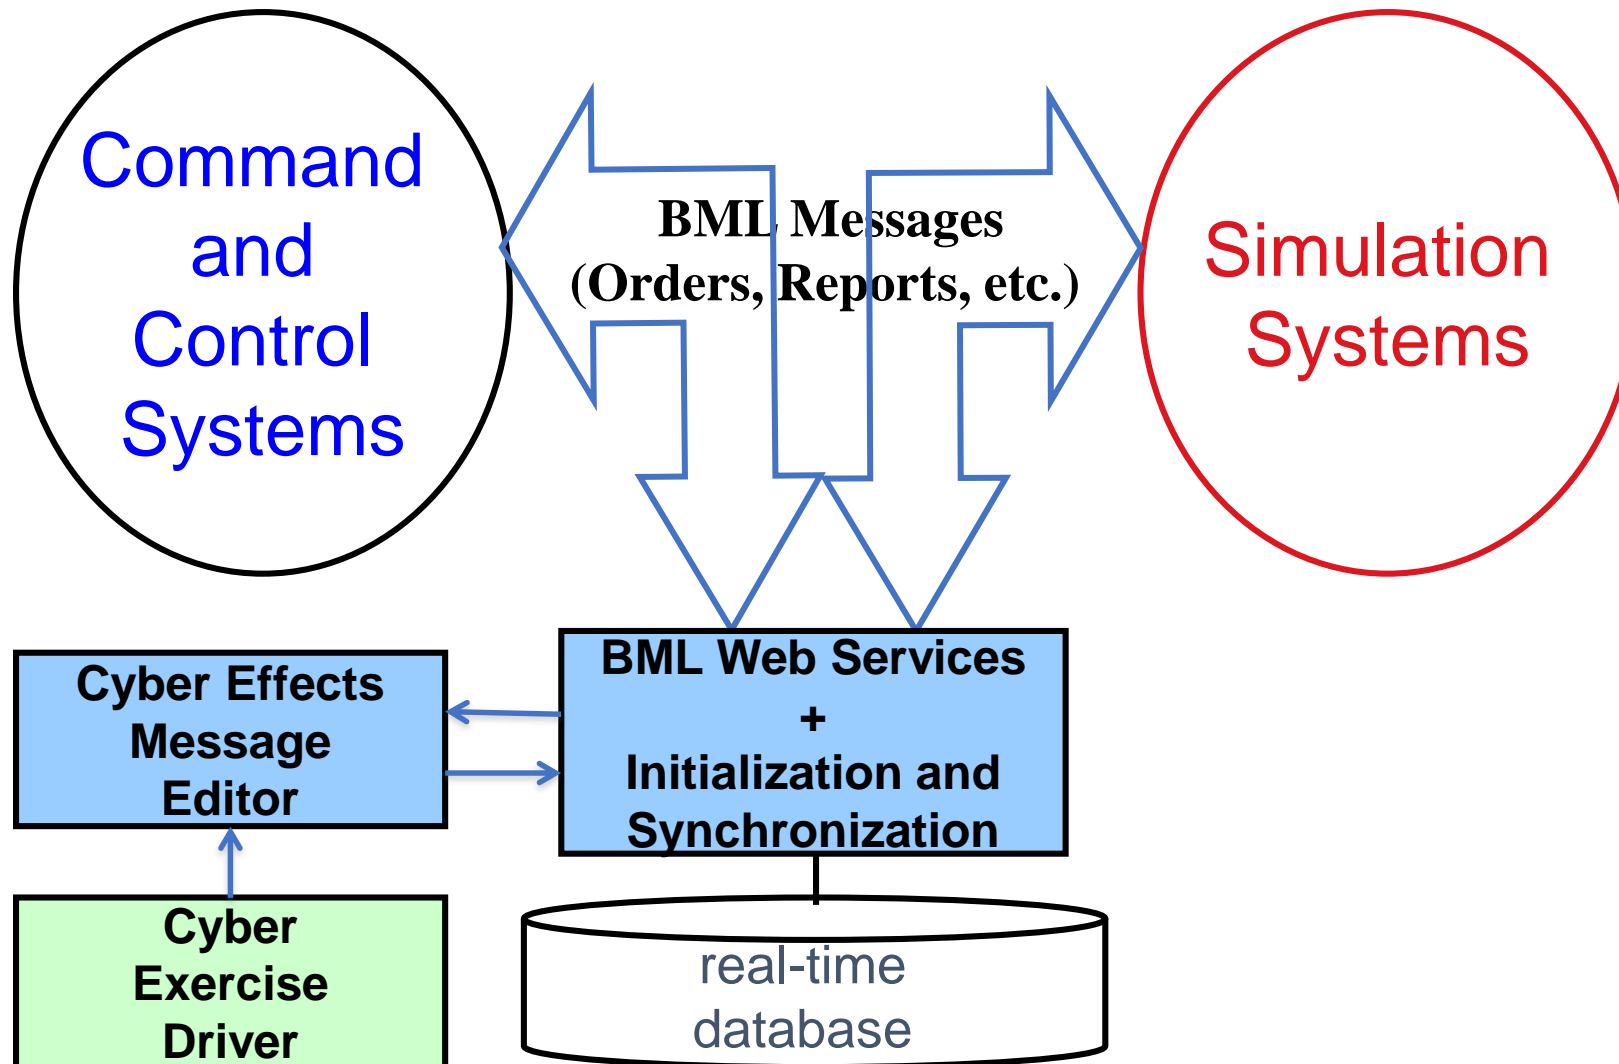 Command
and
Control
Systems
BML Messages
(Orders, Reports, etc.)
Simulation
Systems
Cyber Effects
Message
Editor
BML Web Services
+
Initialization and
Synchronization
Cyber
Exercise
Driver
real-time
database